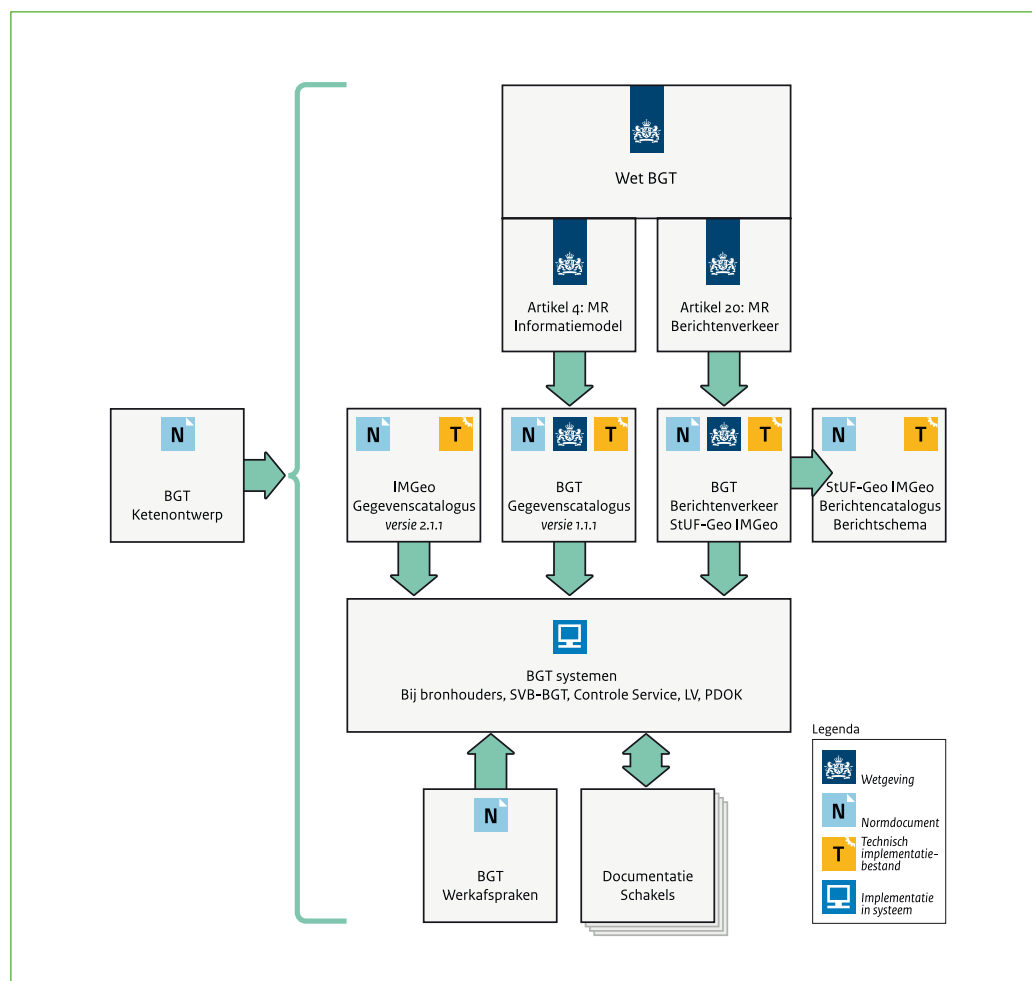 Wet BGT
Artikel 4: MR
Informatiemodel
Artikel 20: MR
Berichtenverkeer
N
BGT
Ketenontwerp
N T
IMGeo
Gegevenscatalogus
versie 2.1.1
N T
BGT
Gegevenscatalogus
versie 1.1.1
N T
BGT
Berichtenverkeer
StUF-Geo IMGeo
N T
StUF-Geo IMGeo
Berichtencatalogus
Berichtschema
BGT systemen
Bij bronhouders, SVB-BGT, Controle Service, LV, PDOK
N
BGT
Werkafspraken
Documentatie
Schakels
Legenda
Wetgeving
N
Normdocument
T
Technisch
implementatie-
bestand
Implementatie
in systeem